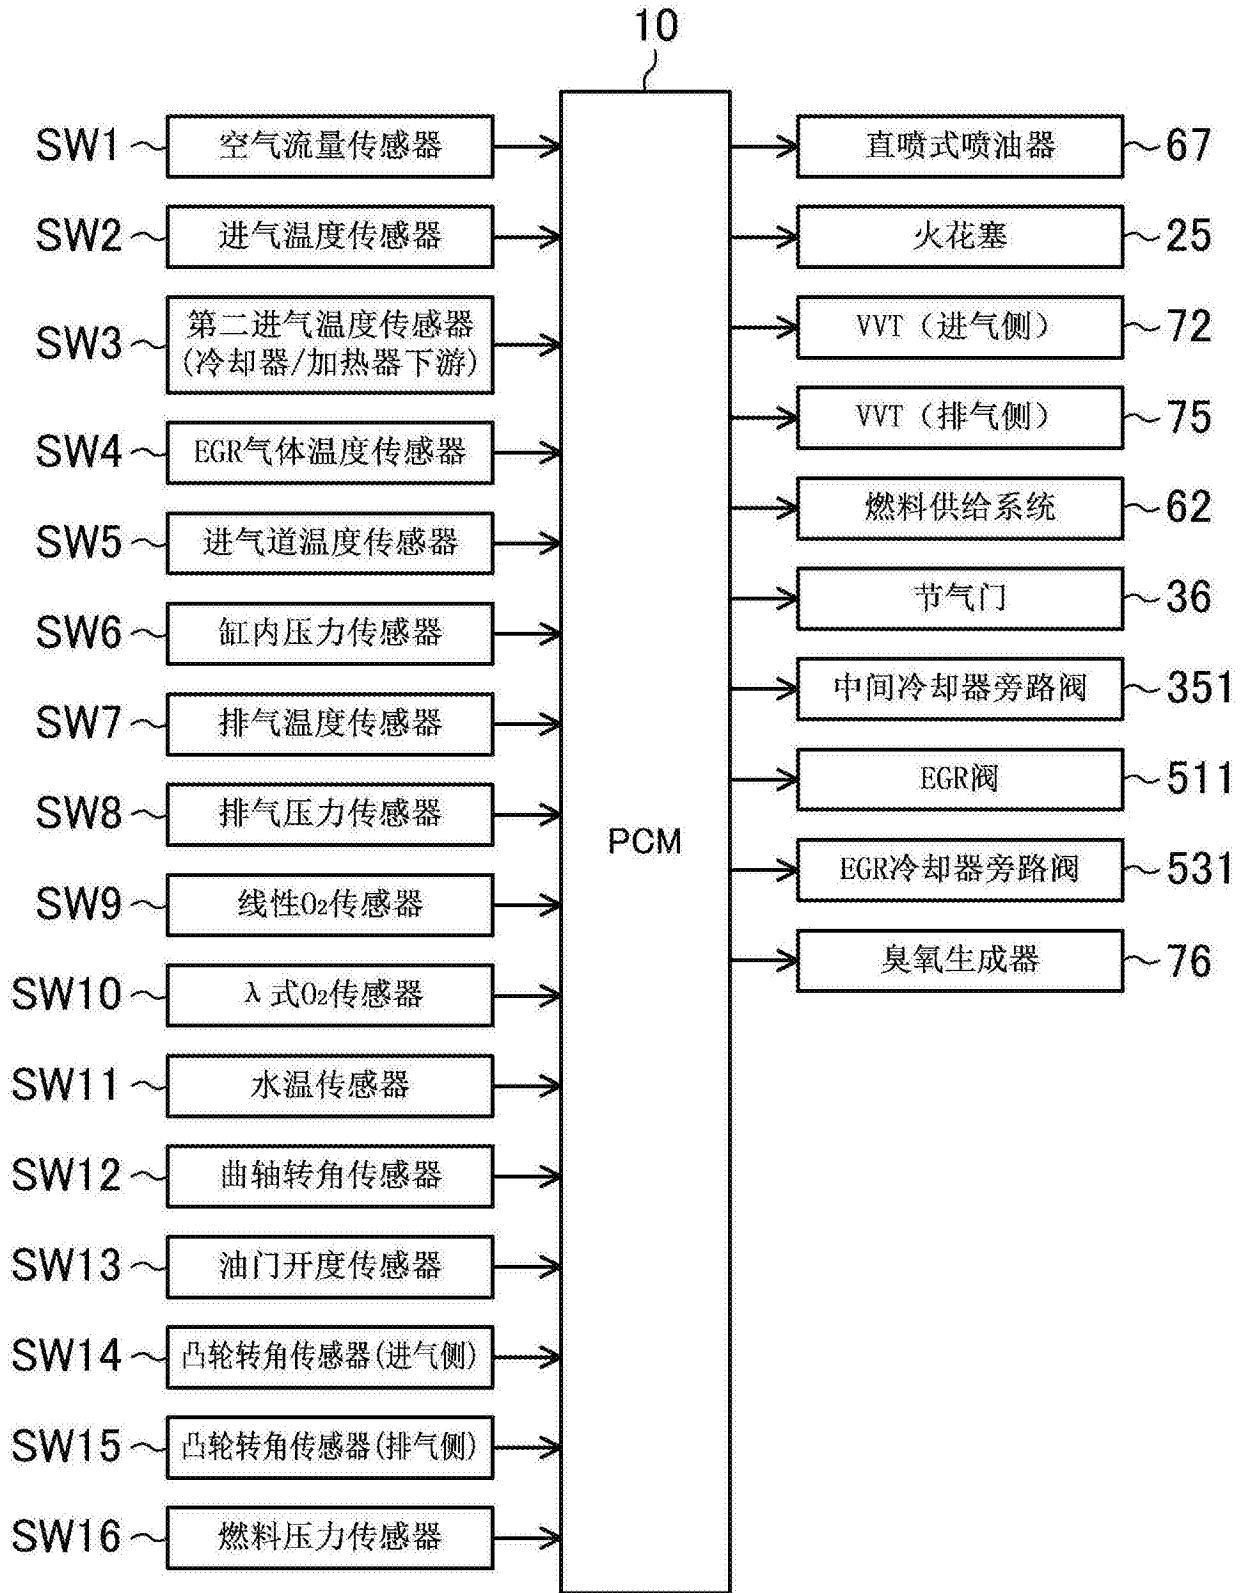 10
SW1 空气流量传感器
SW2 进气温度传感器
SW3 第二进气温度传感器
(冷却器/加热器下游)
SW4 EGR气体温度传感器
SW5 进气道温度传感器
SW6 缸内压力传感器
SW7 排气温度传感器
SW8 排气压力传感器
SW9 线性O₂传感器
SW10 λ式O₂传感器
SW11 水温传感器
SW12 曲轴转角传感器
SW13 油门开度传感器
SW14 凸轮转角传感器(进气侧)
SW15 凸轮转角传感器(排气侧)
SW16 燃料压力传感器
PCM
直喷式喷油器 67
火花塞 25
VVT（进气侧） 72
VVT（排气侧） 75
燃料供给系统 62
节气门 36
中间冷却器旁路阀 351
EGR阀 511
EGR冷却器旁路阀 531
臭氧生成器 76